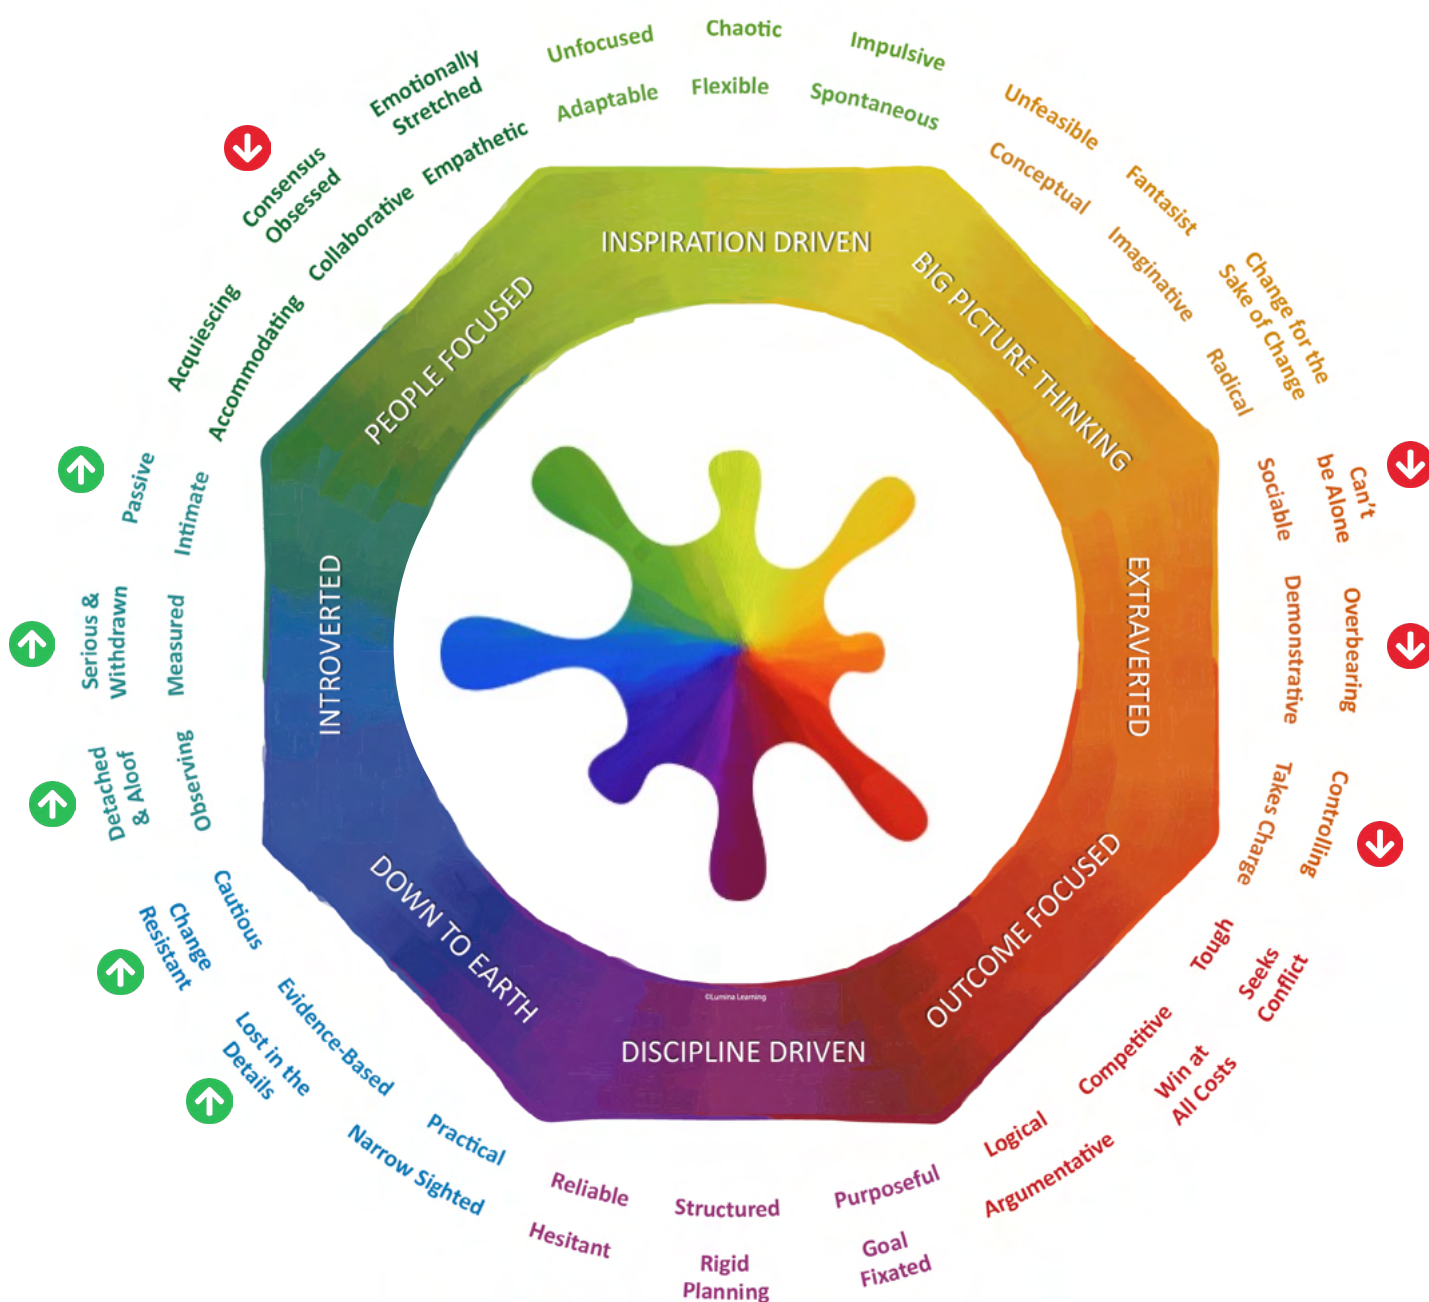 Unfocused
Chaotic
Impulsive
Emotionally
Stretched
Adaptable
Flexible
Spontaneous
Unfeasible
Conceptual
Fantasist
Imaginative
Change for the
Sake of Change
Radical
Empathetic
Consensus
Obsessed
Collaborative
Acquiescing
Accommodating
INSPIRATION DRIVEN
BIG PICTURE THINKING
PEOPLE FOCUSED
Passive
Intimate
Sociable
Can't
be Alone
Serious &
Withdrawn
Measured
INTROVERTED
EXTRAVERTED
Demonstrative
Overbearing
Detached
& Aloof
Observing
Takes Charge
Controlling
DOWN TO EARTH
OUTCOME FOCUSED
©Lumina Learning
DISCIPLINE DRIVEN
Cautious
Change
Resistant
Evidence-Based
Lost in the
Details
Practical
Narrow Sighted
Tough
Seeks
Conflict
Competitive
Win at
All Costs
Logical
Argumentative
Reliable
Structured
Purposeful
Hesitant
Rigid
Planning
Goal
Fixated